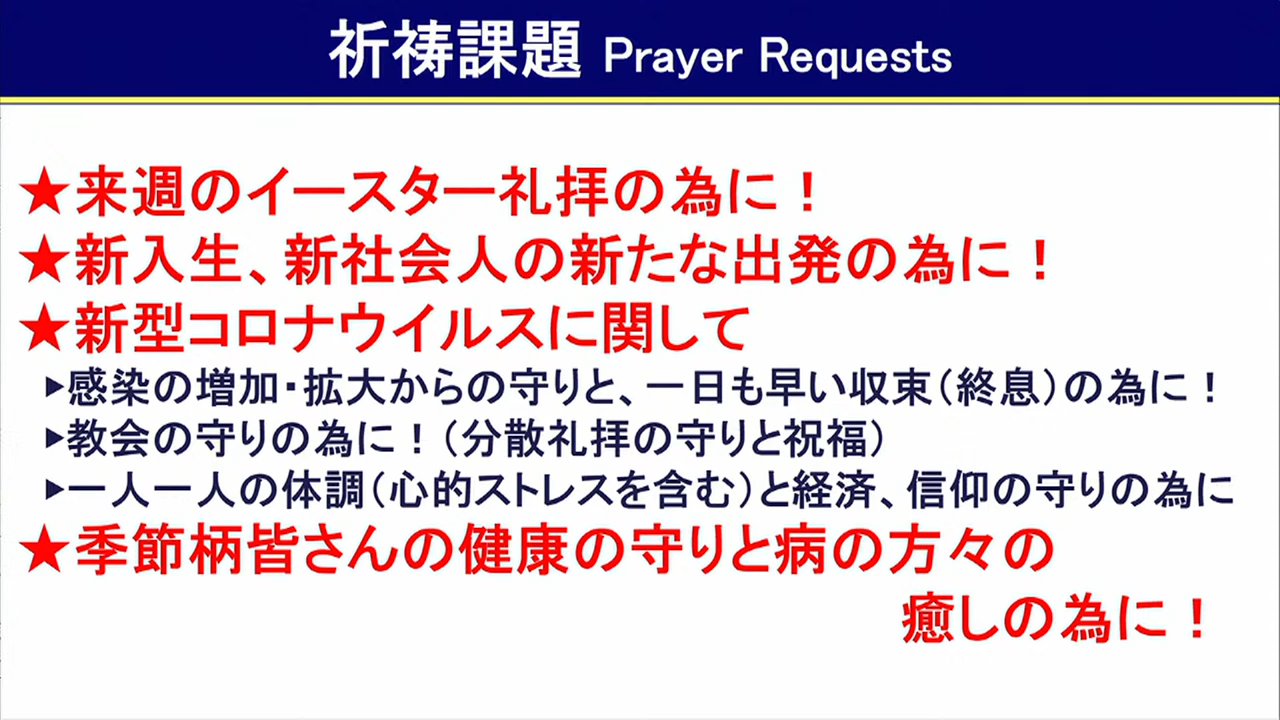 祈祷課題 Prayer Requests
★来週のイースター礼拝の為に！
★新入生、新社会人の新たな出発の為に！
★新型コロナウイルスに関して
▶感染の増加・拡大からの守りと、一日も早い収束（終息）の為に！
▶教会の守りの為に！（分散礼拝の守りと祝福）
▶一人一人の体調（心的ストレスを含む）と経済、信仰の守りの為に
★季節柄皆さんの健康の守りと病の方々の
癒しの為に！